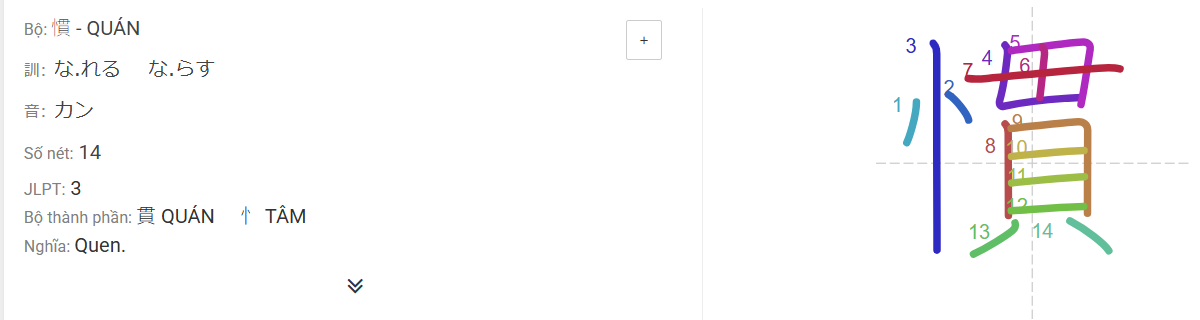 Bộ: 慣 - QUÁN
+
訓: な.れる な.らす
音: カン
Số nét: 14
JLPT: 3
Bộ thành phần: 貫 QUÁN 忄 TÂM
Nghĩa: Quen.
慣
1
2
3
4
5
6
7
8
9
10
11
12
13
14